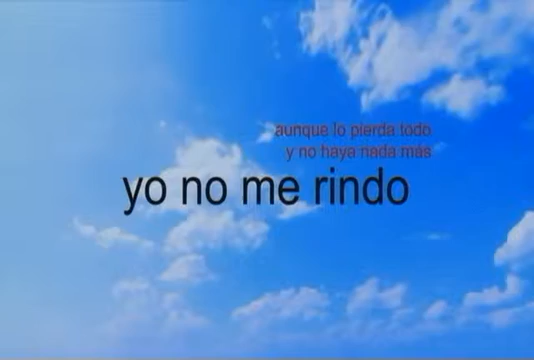 aunque lo pierda todo
y no haya nada más
yo no me rindo